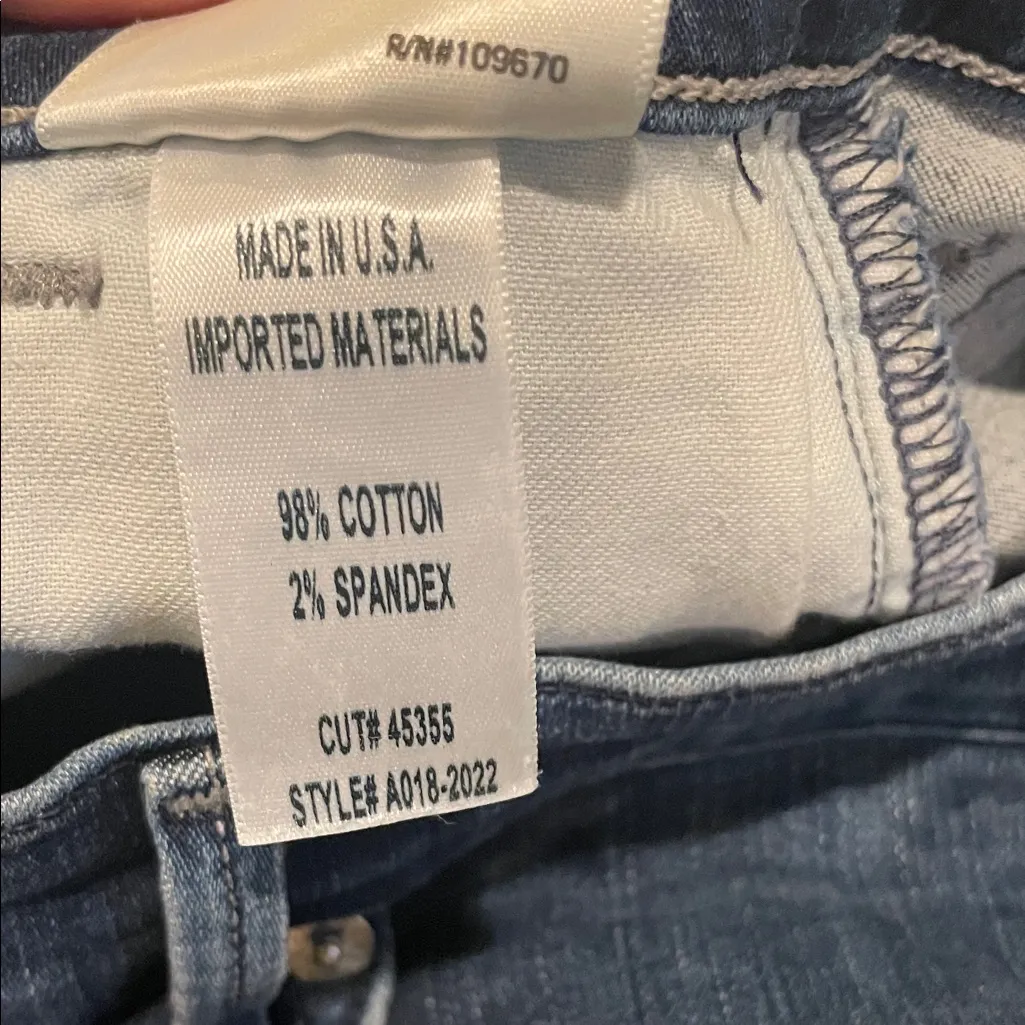 R/N#109670
MADE IN U.S.A.
IMPORTED MATERIALS
98% COTTON
2% SPANDEX
CUT# 45355
STYLE# A018-2022